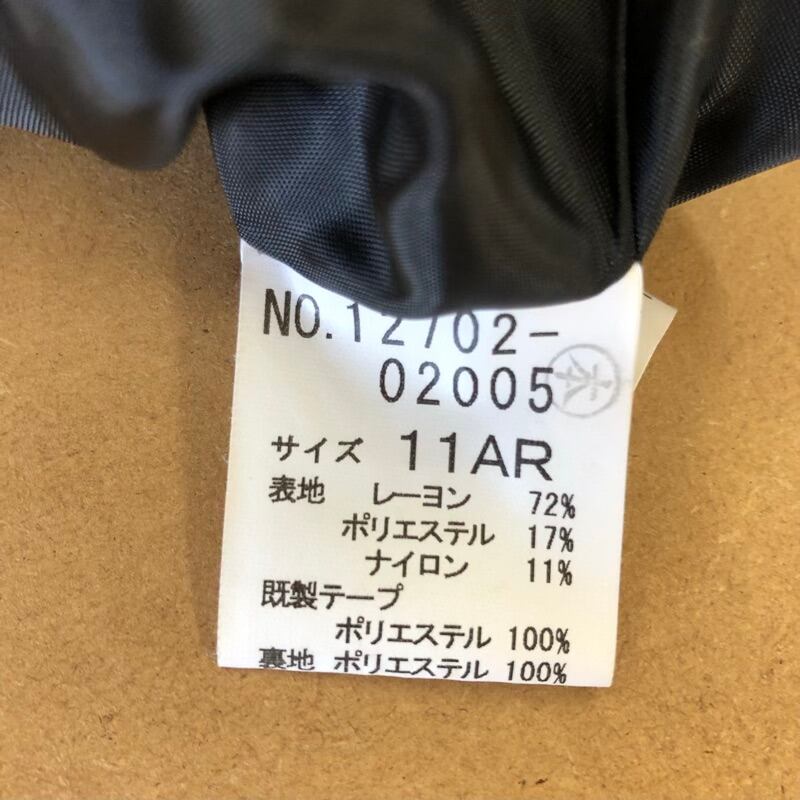 NO.12702-
02005
サイズ 11AR
表地 レーヨン 72%
ポリエステル 17%
ナイロン 11%
既製テープ
ポリエステル 100%
裏地 ポリエステル 100%